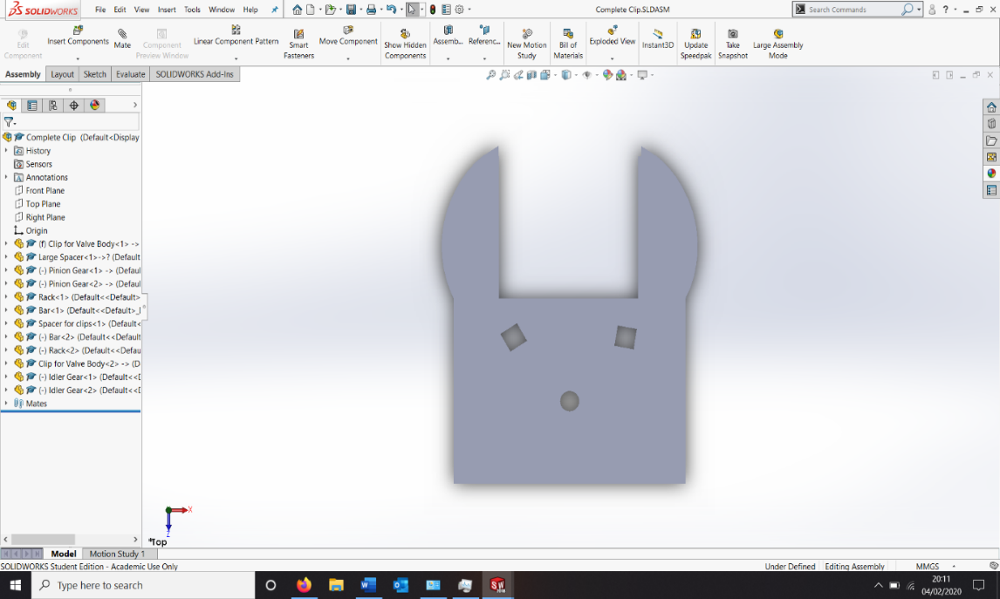 SOLIDWORKS File Edit View Insert Tools Window Help Complete Clip.SLDASM Search Commands
Edit Component
Insert Components
Mate
Component Preview Window
Linear Component Pattern
Smart Fasteners
Move Component
Show Hidden Components
Assemb...
Referenc...
New Motion Study
Bill of Materials
Exploded View
Instant3D
Update Speedpak
Take Snapshot
Large Assembly Mode
Assembly Layout Sketch Evaluate SOLIDWORKS Add-Ins
Complete Clip (Default<Display
History
Sensors
Annotations
Front Plane
Top Plane
Right Plane
Origin
(f) Clip for Valve Body<1> ->
Large Spacer<1>->? (Default
(-) Pinion Gear<1> -> (Defaul
(-) Pinion Gear<2> -> (Defaul
Rack<1> (Default<<Default>
Bar<1> (Default<<Default>_
Spacer for clips<1> (Default<
(-) Bar<2> (Default<<Default
(-) Rack<2> (Default<<Defau
Clip for Valve Body<2> -> (D
(-) Idler Gear<1> (Default<<D
(-) Idler Gear<2> (Default<<D
Mates
X
Z
*Top
Model Motion Study 1
SOLIDWORKS Student Edition - Academic Use Only Under Defined Editing Assembly MMGS
Type here to search
20:11
04/02/2020